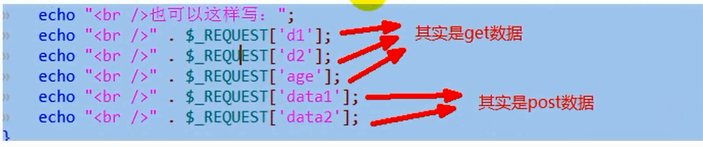 echo "<br />也可以这样写：";
echo "<br />" . $_REQUEST['d1'];
echo "<br />" . $_REQUEST['d2'];
echo "<br />" . $_REQUEST['age'];
echo "<br />" . $_REQUEST['data1'];
echo "<br />" . $_REQUEST['data2'];
}
其实是get数据
其实是post数据